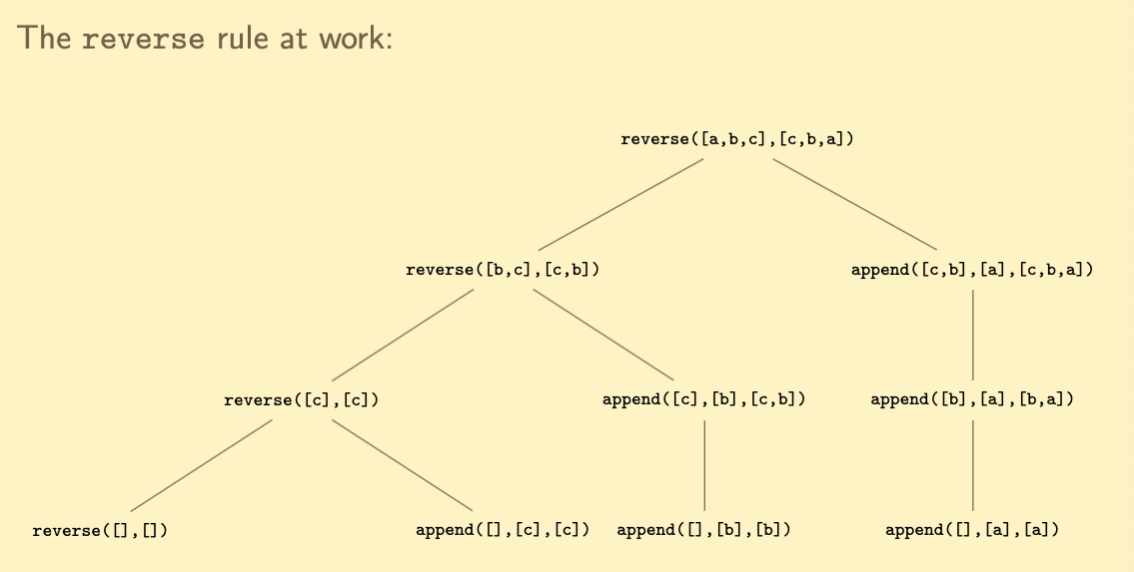 The reverse rule at work:
reverse([a,b,c],[c,b,a])
reverse([b,c],[c,b])
append([c,b],[a],[c,b,a])
reverse([c],[c])
append([c],[b],[c,b])
append([b],[a],[b,a])
reverse([],[])
append([],[c],[c])
append([],[b],[b])
append([],[a],[a])